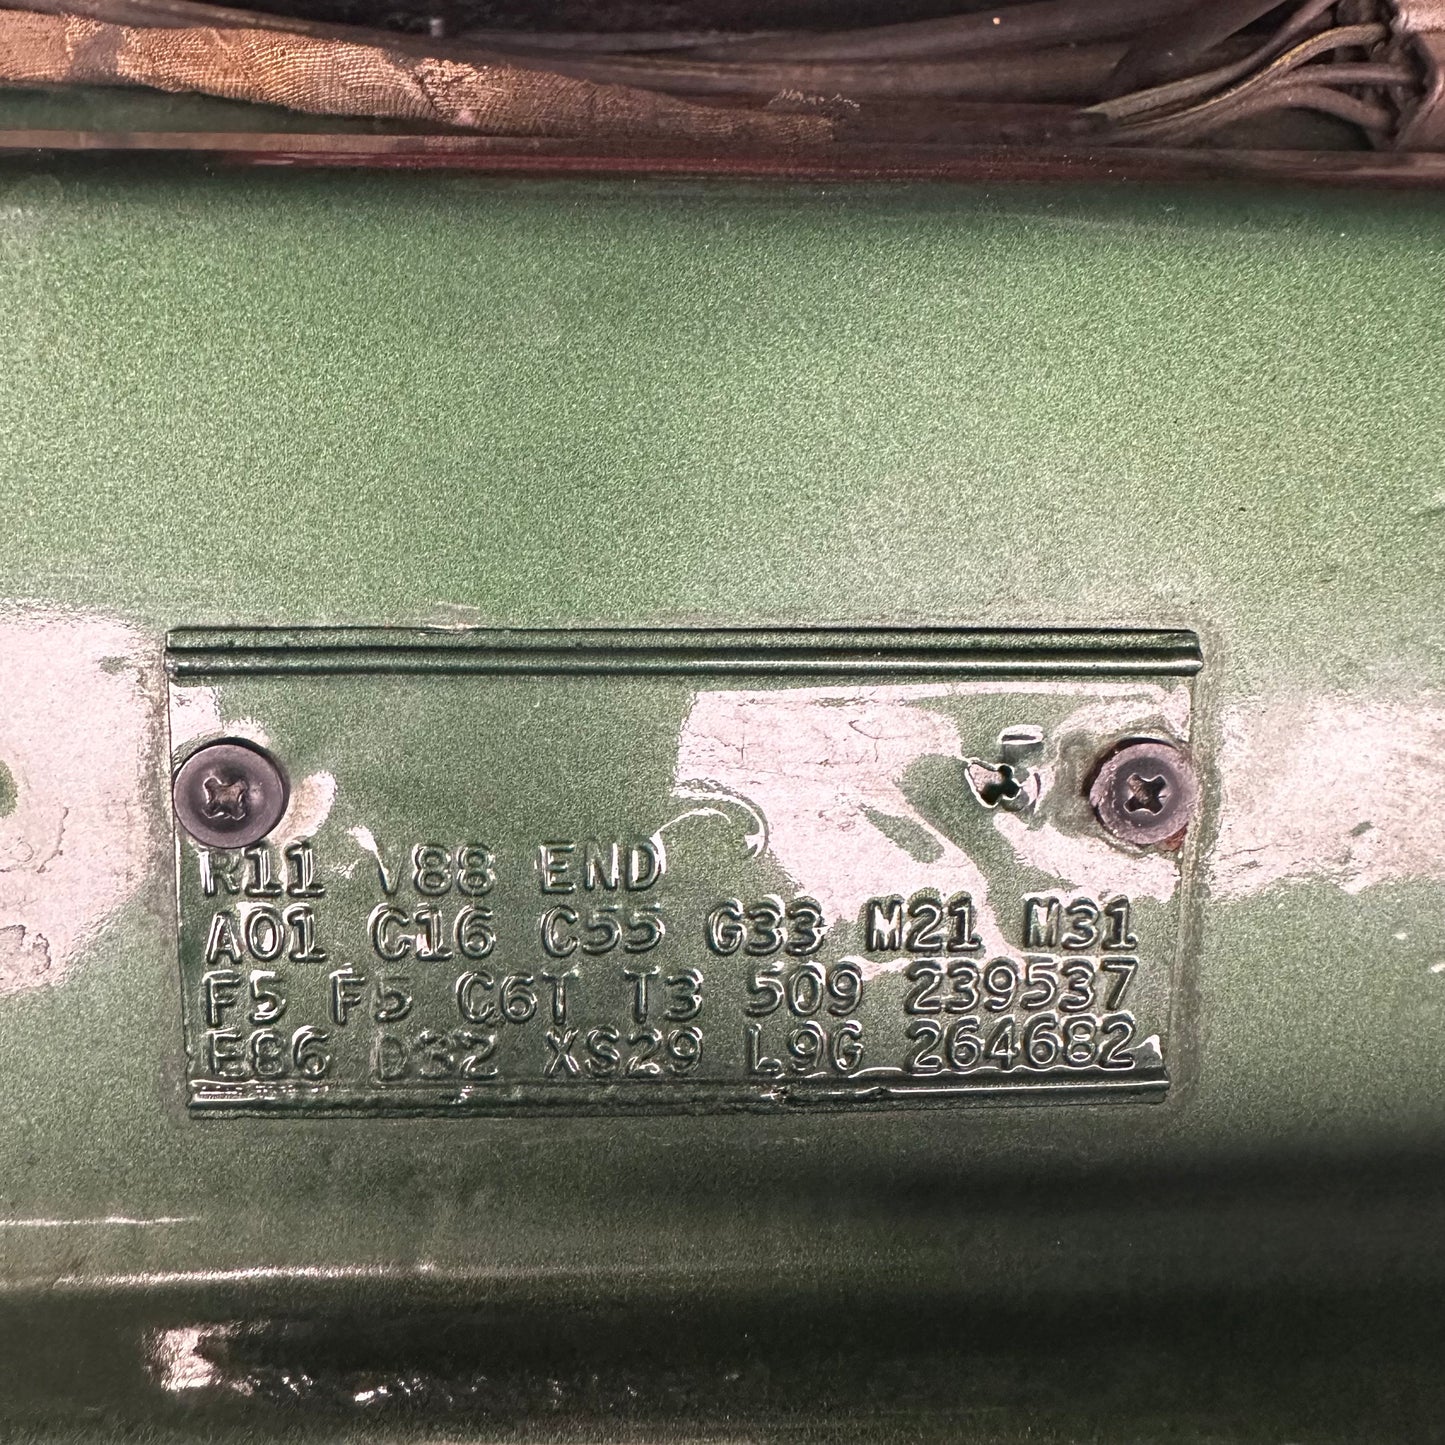 R11 V88 END
A01 C16 C55 G33 M21 M31
F5 F5 C6T T3 509 239537
E86 D32 XS29 L9G 264682